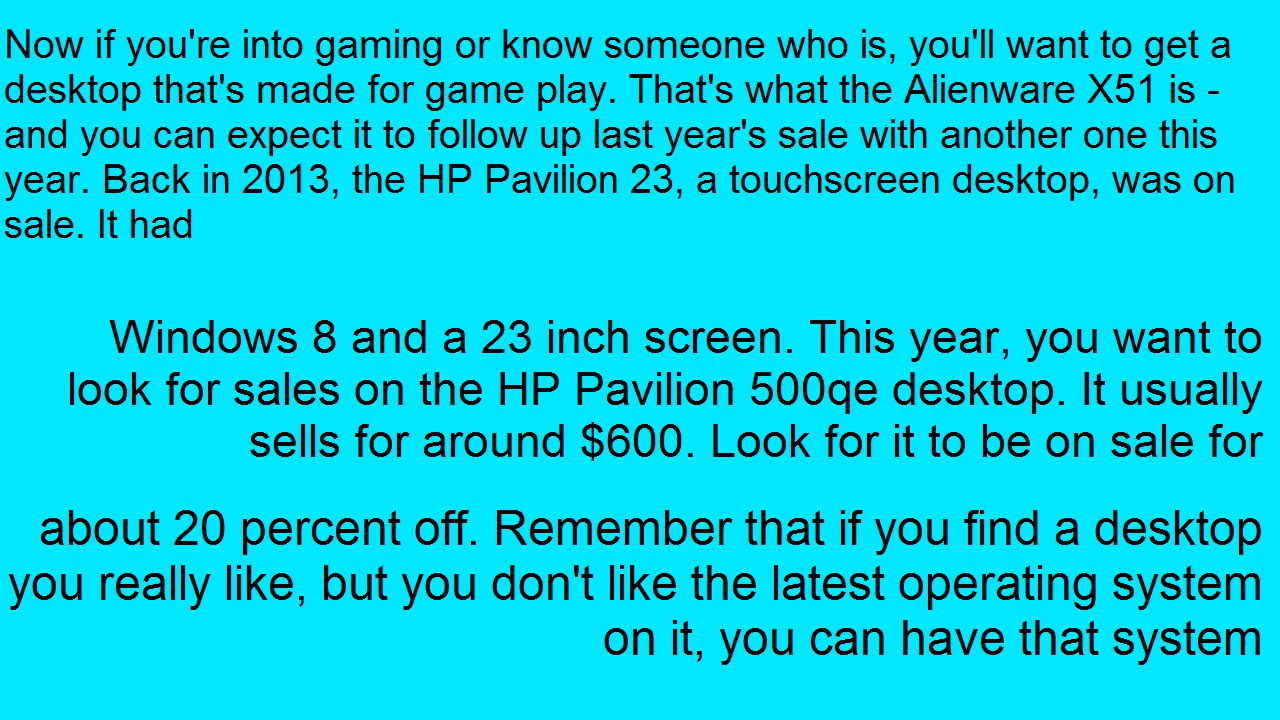 Now if you're into gaming or know someone who is, you'll want to get a
desktop that's made for game play. That's what the Alienware X51 is -
and you can expect it to follow up last year's sale with another one this
year. Back in 2013, the HP Pavilion 23, a touchscreen desktop, was on
sale. It had
Windows 8 and a 23 inch screen. This year, you want to
look for sales on the HP Pavilion 500qe desktop. It usually
sells for around $600. Look for it to be on sale for
about 20 percent off. Remember that if you find a desktop
you really like, but you don't like the latest operating system
on it, you can have that system